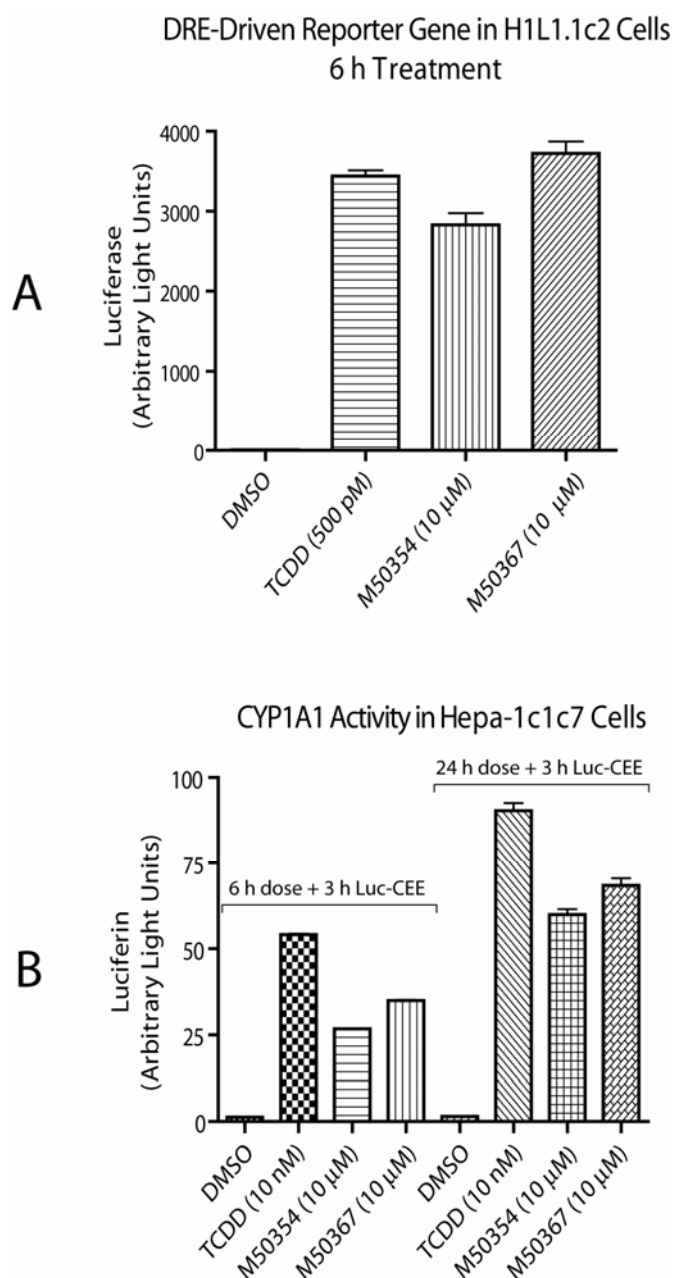 DRE-Driven Reporter Gene in H1L1.1c2 Cells
6 h Treatment
A
Luciferase
(Arbitrary Light Units)
4000
3000
2000
1000
0
DMSO
TCDD (500 pM)
M50354 (10 µM)
M50367 (10 µM)
CYP1A1 Activity in Hepa-1c1c7 Cells
24 h dose + 3 h Luc-CEE
6 h dose + 3 h Luc-CEE
B
Luciferin
(Arbitrary Light Units)
100
75
50
25
0
DMSO
TCDD (10 nM)
M50354 (10 µM)
M50367 (10 µM)
DMSO
TCDD (10 nM)
M50354 (10 µM)
M50367 (10 µM)